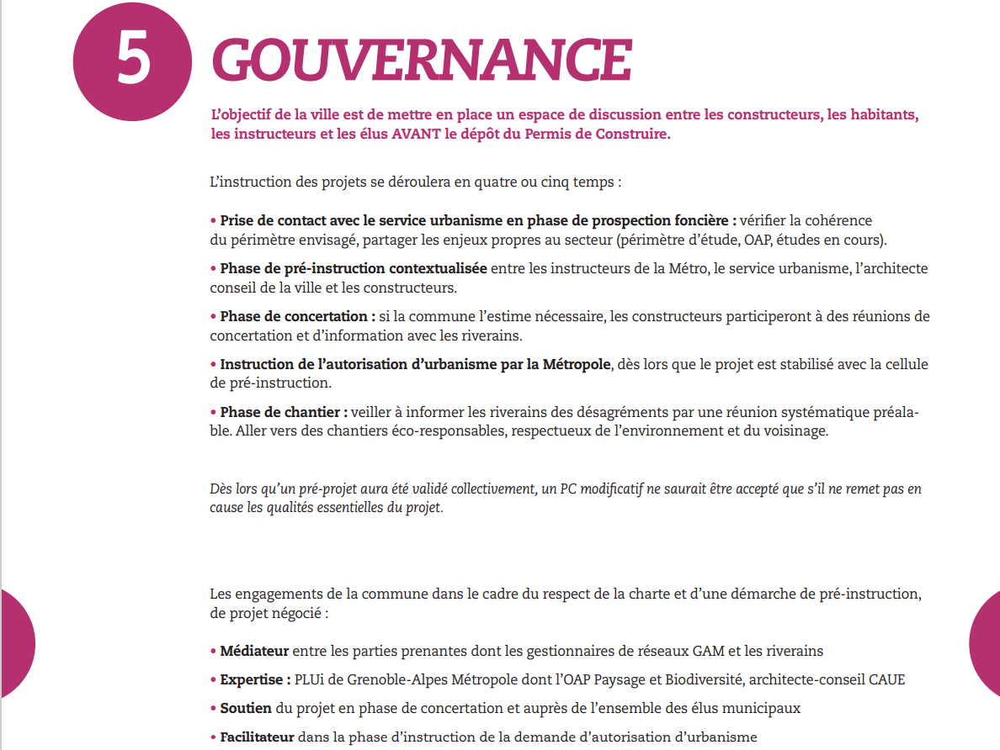 5
GOUVERNANCE
L’objectif de la ville est de mettre en place un espace de discussion entre les constructeurs, les habitants,
les instructeurs et les élus AVANT le dépôt du Permis de Construire.
L’instruction des projets se déroulera en quatre ou cinq temps :
• Prise de contact avec le service urbanisme en phase de prospection foncière : vérifier la cohérence
du périmètre envisagé, partager les enjeux propres au secteur (périmètre d’étude, OAP, études en cours).
• Phase de pré-instruction contextualisée entre les instructeurs de la Métro, le service urbanisme, l’architecte
conseil de la ville et les constructeurs.
• Phase de concertation : si la commune l’estime nécessaire, les constructeurs participeront à des réunions de
concertation et d’information avec les riverains.
• Instruction de l’autorisation d’urbanisme par la Métropole, dès lors que le projet est stabilisé avec la cellule
de pré-instruction.
• Phase de chantier : veiller à informer les riverains des désagréments par une réunion systématique préala-
ble. Aller vers des chantiers éco-responsables, respectueux de l’environnement et du voisinage.
Dès lors qu’un pré-projet aura été validé collectivement, un PC modificatif ne saurait être accepté que s’il ne remet pas en
cause les qualités essentielles du projet.
Les engagements de la commune dans le cadre du respect de la charte et d’une démarche de pré-instruction,
de projet négocié :
• Médiateur entre les parties prenantes dont les gestionnaires de réseaux GAM et les riverains
• Expertise : PLUi de Grenoble-Alpes Métropole dont l’OAP Paysage et Biodiversité, architecte-conseil CAUE
• Soutien du projet en phase de concertation et auprès de l’ensemble des élus municipaux
• Facilitateur dans la phase d’instruction de la demande d’autorisation d’urbanisme